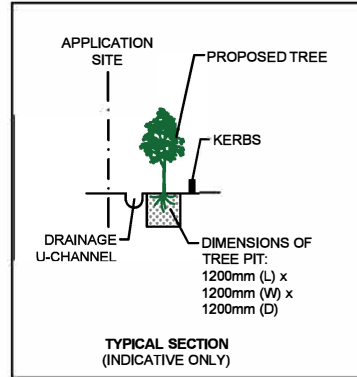 APPLICATION
SITE
PROPOSED TREE
KERBS
DRAINAGE
U-CHANNEL
DIMENSIONS OF
TREE PIT:
1200mm (L) x
1200mm (W) x
1200mm (D)
TYPICAL SECTION
(INDICATIVE ONLY)